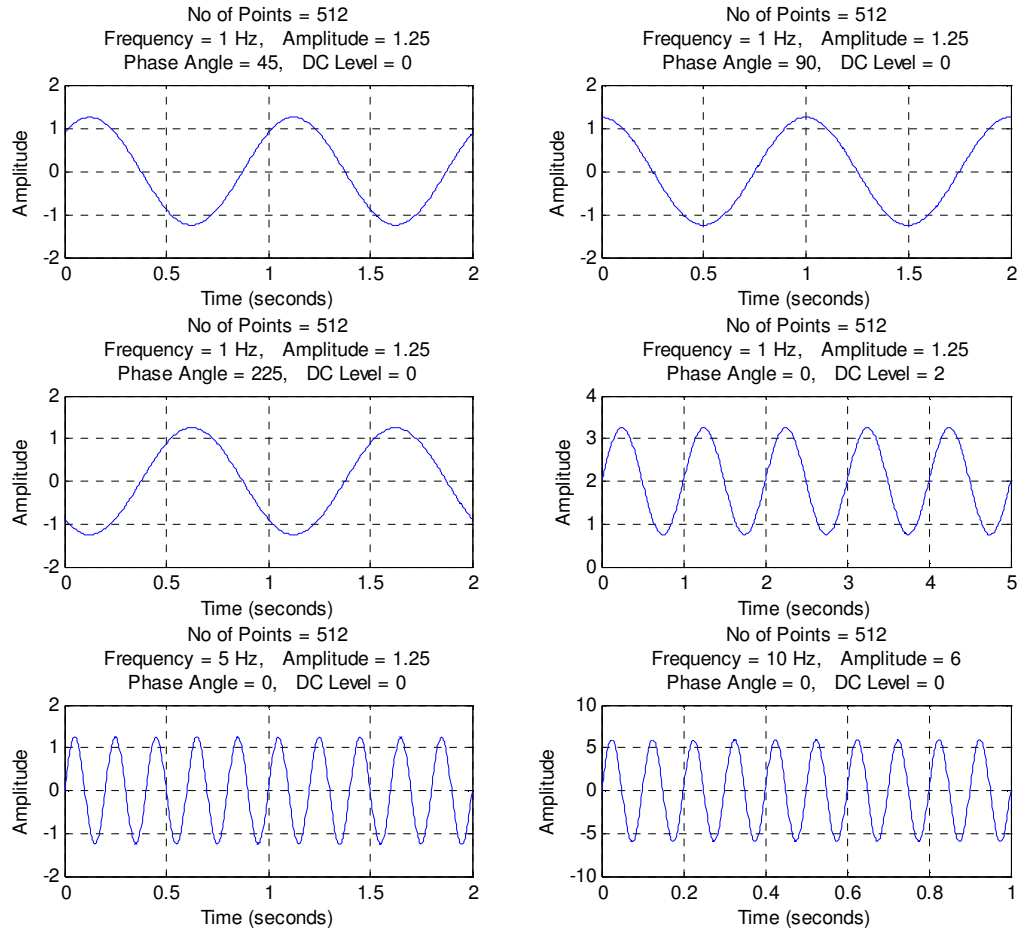 No of Points = 512
Frequency = 1 Hz, Amplitude = 1.25
Phase Angle = 45, DC Level = 0
2
1
0
-1
-2
Amplitude
0 0.5 1 1.5 2
Time (seconds)
No of Points = 512
Frequency = 1 Hz, Amplitude = 1.25
Phase Angle = 90, DC Level = 0
2
1
0
-1
-2
Amplitude
0 0.5 1 1.5 2
Time (seconds)
No of Points = 512
Frequency = 1 Hz, Amplitude = 1.25
Phase Angle = 225, DC Level = 0
2
1
0
-1
-2
Amplitude
0 0.5 1 1.5 2
Time (seconds)
No of Points = 512
Frequency = 1 Hz, Amplitude = 1.25
Phase Angle = 0, DC Level = 2
4
3
2
1
0
Amplitude
0 1 2 3 4 5
Time (seconds)
No of Points = 512
Frequency = 5 Hz, Amplitude = 1.25
Phase Angle = 0, DC Level = 0
2
1
0
-1
-2
Amplitude
0 0.5 1 1.5 2
Time (seconds)
No of Points = 512
Frequency = 10 Hz, Amplitude = 6
Phase Angle = 0, DC Level = 0
10
5
0
-5
-10
Amplitude
0 0.2 0.4 0.6 0.8 1
Time (seconds)